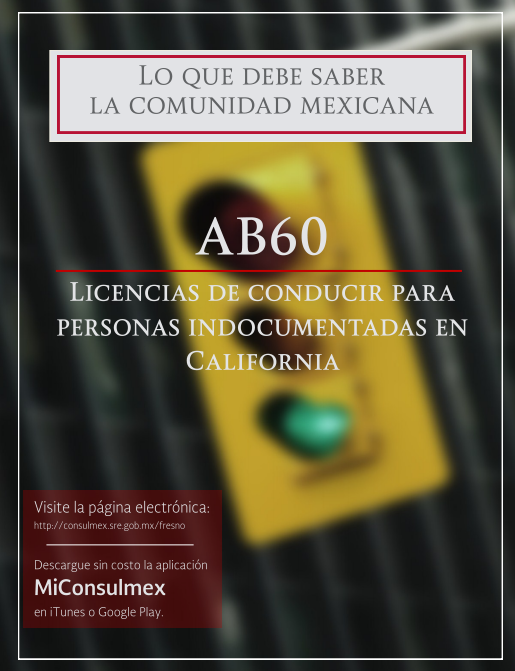 Lo que debe saber
la comunidad mexicana
AB60
Licencias de conducir para
personas indocumentadas en
California
Visite la página electrónica:
http://consulmex.sre.gob.mx/fresno
Descargue sin costo la aplicación
MiConsulmex
en iTunes o Google Play.